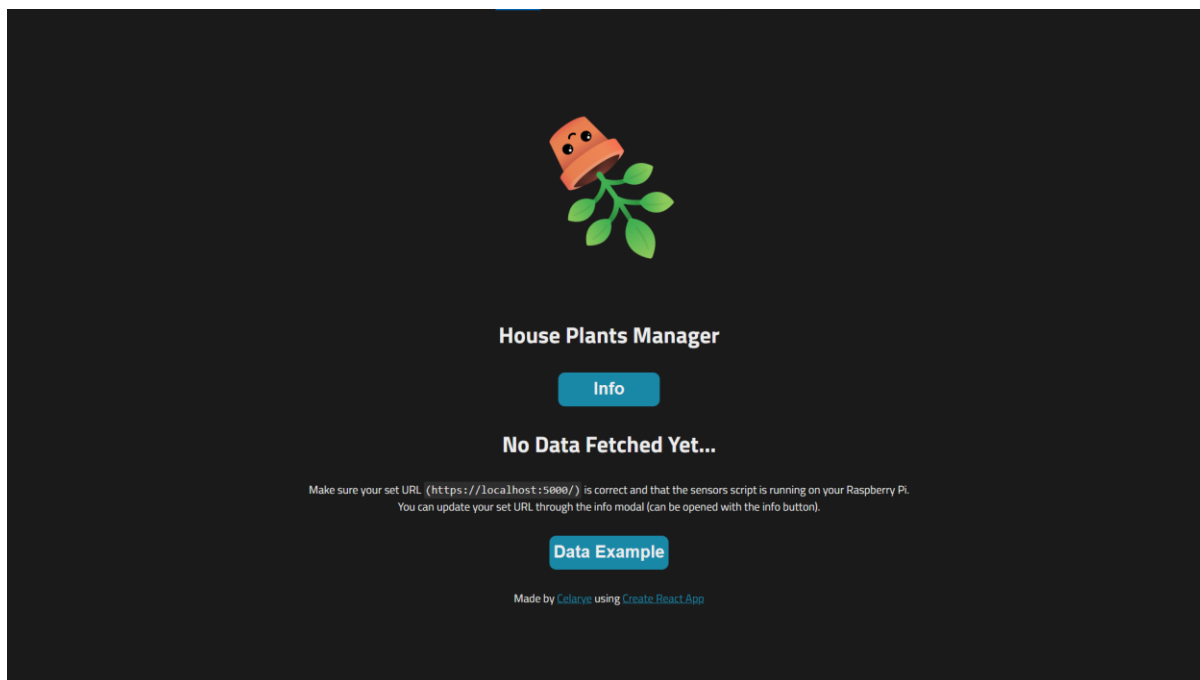 House Plants Manager
Info
No Data Fetched Yet...
Make sure your set URL (https://localhost:5000/) is correct and that the sensors script is running on your Raspberry Pi.
You can update your set URL through the info modal (can be opened with the info button).
Data Example
Made by Celarye using Create React App